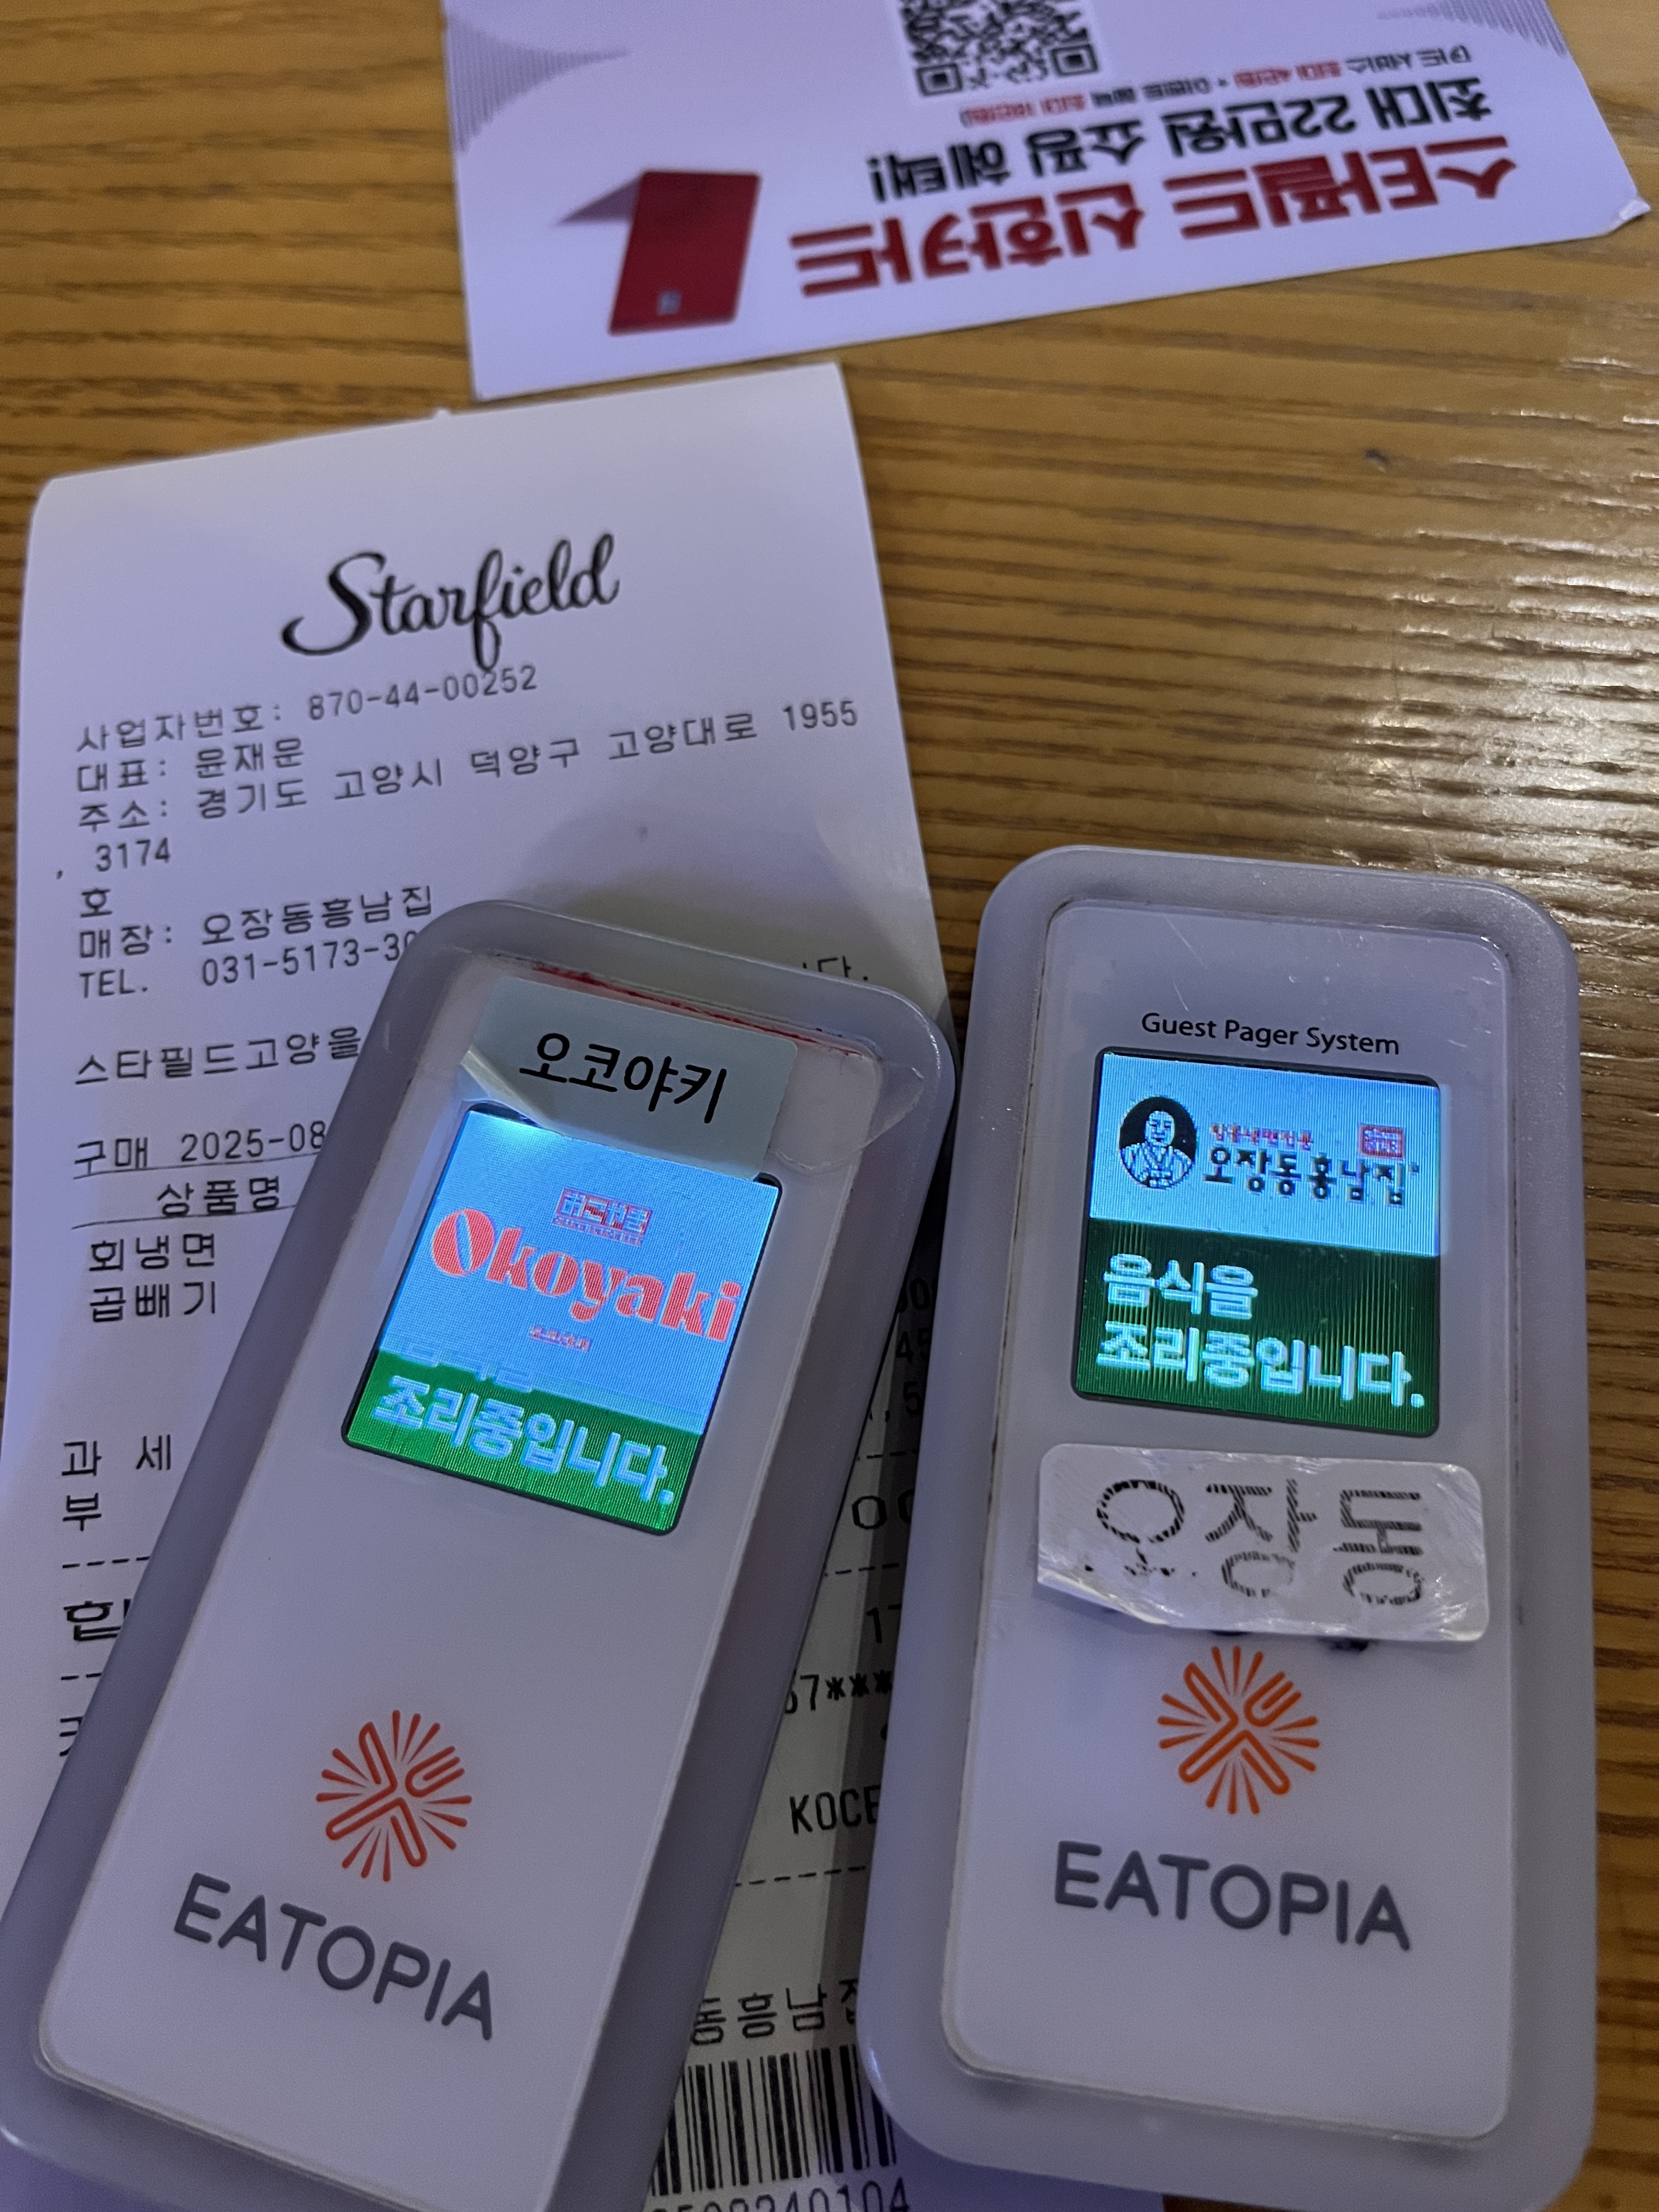 스타필드 신한카드
최대 22만원 쇼핑 혜택!
Starfield
사업자번호: 870-44-00252
대표: 윤재운
주소: 경기도 고양시 덕양구 고양대로 1955
, 3174
호
매장: 오장동흥남집
TEL. 031-5173-30
스타필드고양을
구매 2025-08
상품명
회냉면
곱빼기
과 세
부
합
KOCE
동흥남집
오코야키
Okoyaki
조리중입니다.
EATOPIA
Guest Pager System
오장동흥남집
음식을
조리중입니다.
오장동
EATOPIA